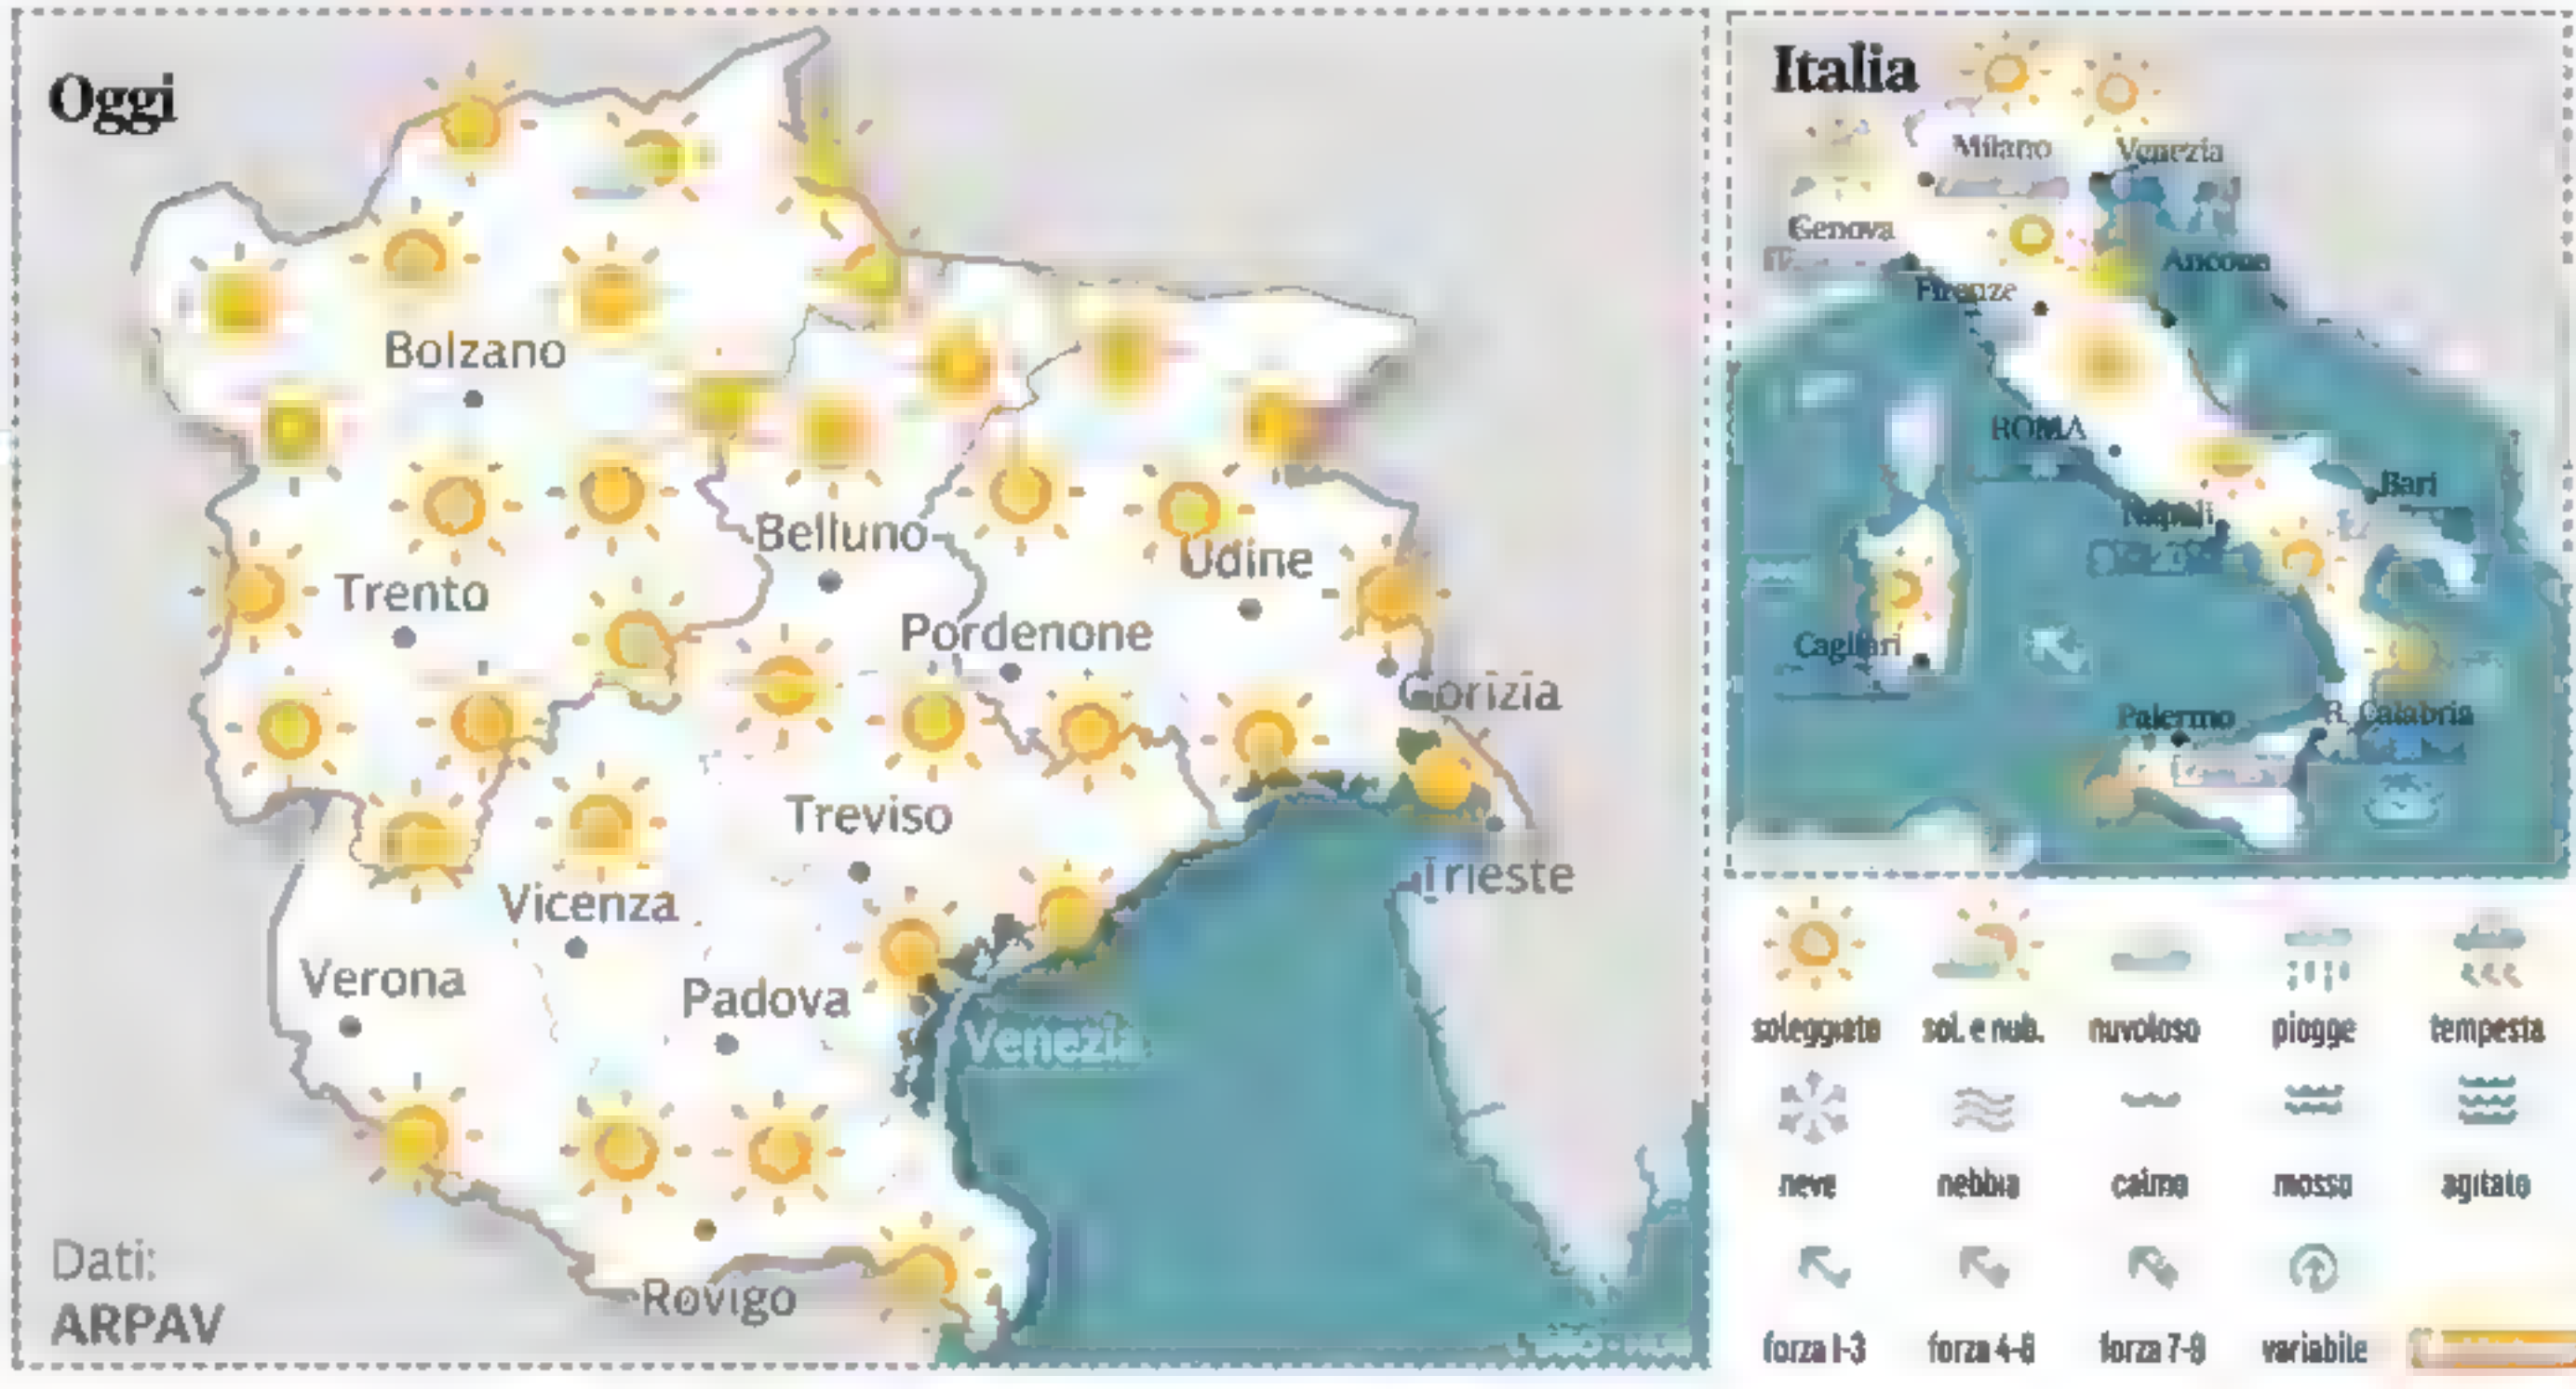 Oggi
Bolzano
Belluno
Udine
Trento
Pordenone
Gorizia
Treviso
Trieste
Vicenza
Verona
Padova
Venezia
Rovigo
Dati:
ARPAV
Italia
Milano
Venezia
Genova
Ancona
Firenze
ROMA
Bari
Napoli
Cagliari
Palermo
R. Calabria
soleggiato
sol. e nub.
nuvoloso
piogge
tempesta
neve
nebbia
calmo
mosso
agitato
forza 1-3
forza 4-6
forza 7-9
variabile